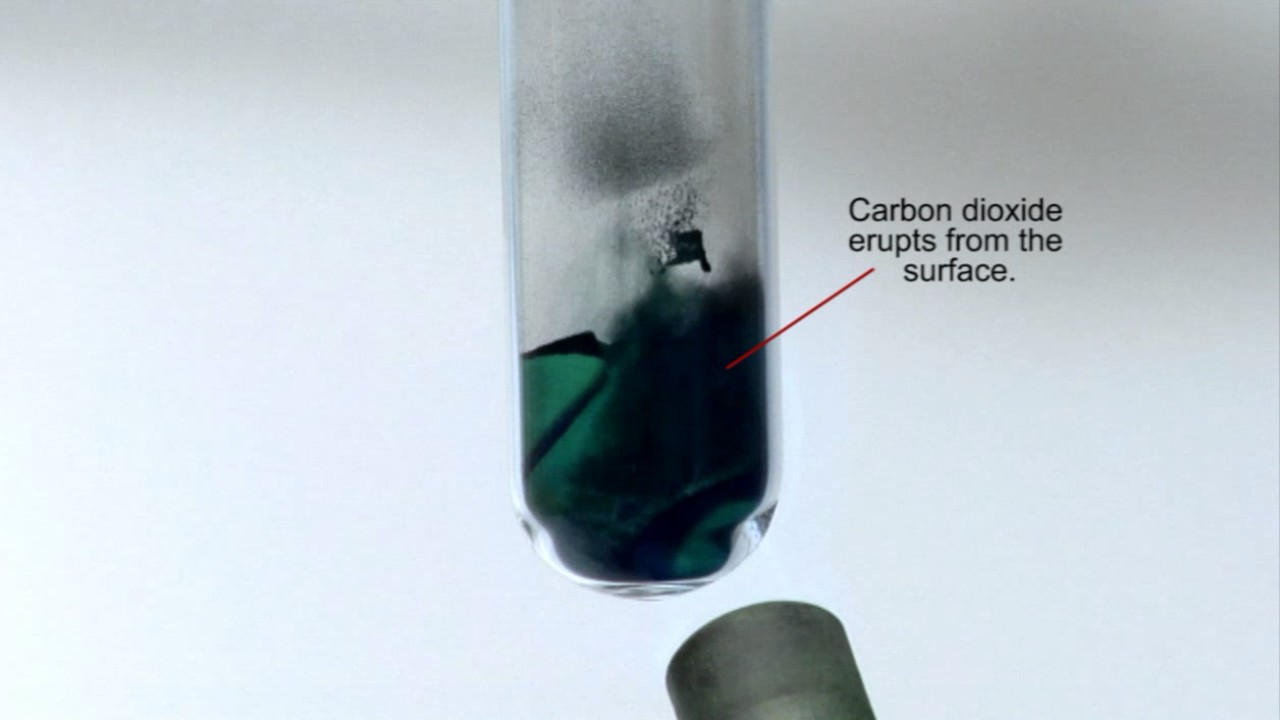 Carbon dioxide
erupts from the
surface.